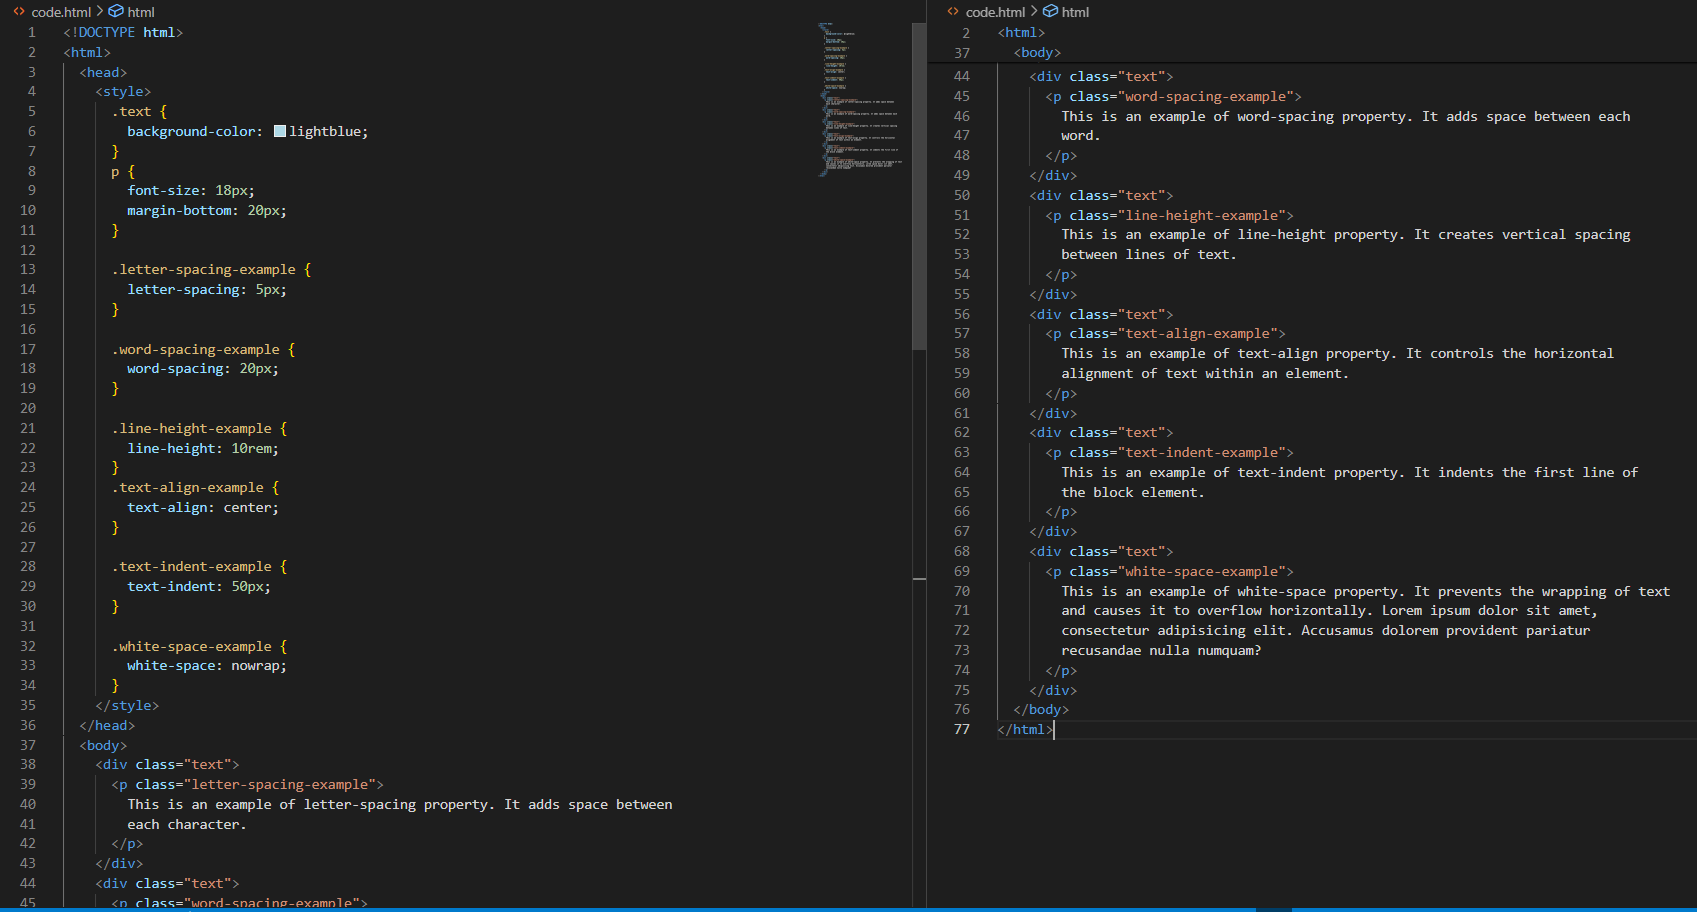 code.html > html
1 <!DOCTYPE html>
2 <html>
3 <head>
4 <style>
5 .text {
6 background-color: lightblue;
7 }
8 p {
9 font-size: 18px;
10 margin-bottom: 20px;
11 }
12
13 .letter-spacing-example {
14 letter-spacing: 5px;
15 }
16
17 .word-spacing-example {
18 word-spacing: 20px;
19 }
20
21 .line-height-example {
22 line-height: 10rem;
23 }
24 .text-align-example {
25 text-align: center;
26 }
27
28 .text-indent-example {
29 text-indent: 50px;
30 }
31
32 .white-space-example {
33 white-space: nowrap;
34 }
35 </style>
36 </head>
37 <body>
38 <div class="text">
39 <p class="letter-spacing-example">
40 This is an example of letter-spacing property. It adds space between
41 each character.
42 </p>
43 </div>
44 <div class="text">
45 <p class="word-spacing-example">
code.html > html
2 <html>
37 <body>
44 <div class="text">
45 <p class="word-spacing-example">
46 This is an example of word-spacing property. It adds space between each
47 word.
48 </p>
49 </div>
50 <div class="text">
51 <p class="line-height-example">
52 This is an example of line-height property. It creates vertical spacing
53 between lines of text.
54 </p>
55 </div>
56 <div class="text">
57 <p class="text-align-example">
58 This is an example of text-align property. It controls the horizontal
59 alignment of text within an element.
60 </p>
61 </div>
62 <div class="text">
63 <p class="text-indent-example">
64 This is an example of text-indent property. It indents the first line of
65 the block element.
66 </p>
67 </div>
68 <div class="text">
69 <p class="white-space-example">
70 This is an example of white-space property. It prevents the wrapping of text
71 and causes it to overflow horizontally. Lorem ipsum dolor sit amet,
72 consectetur adipisicing elit. Accusamus dolorem provident pariatur
73 recusandae nulla numquam?
74 </p>
75 </div>
76 </body>
77 </html>